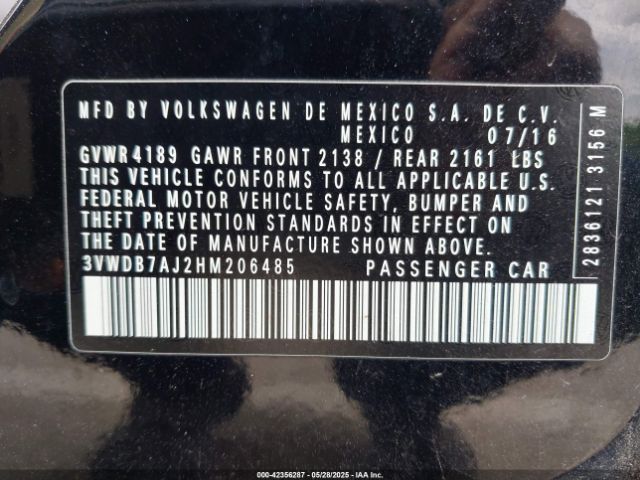 MFD BY VOLKSWAGEN DE MEXICO S.A. DE C.V.
MEXICO 07/16
GVWR4189 GAWR FRONT 2138 / REAR 2161 LBS
THIS VEHICLE CONFORMS TO ALL APPLICABLE U.S.
FEDERAL MOTOR VEHICLE SAFETY, BUMPER AND
THEFT PREVENTION STANDARDS IN EFFECT ON
THE DATE OF MANUFACTURE SHOWN ABOVE.
3VWDB7AJ2HM206485 PASSENGER CAR
2836121 3156 M
000-42356287 - 05/28/2025 - IAA Inc.